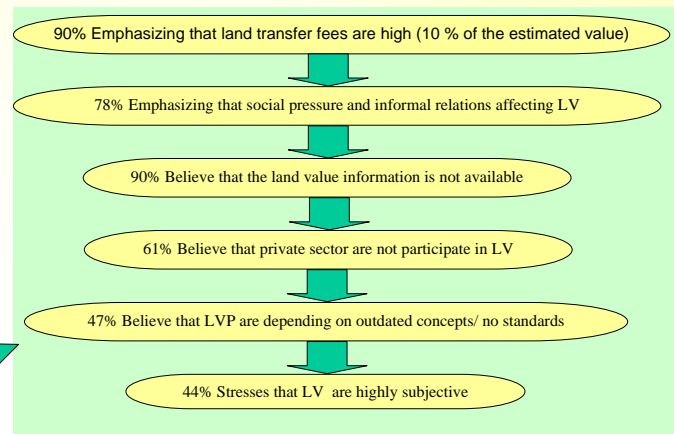 90% Emphasizing that land transfer fees are high (10 % of the estimated value)
78% Emphasizing that social pressure and informal relations affecting LV
90% Believe that the land value information is not available
61% Believe that private sector are not participate in LV
47% Believe that LVP are depending on outdated concepts/ no standards
44% Stresses that LV are highly subjective